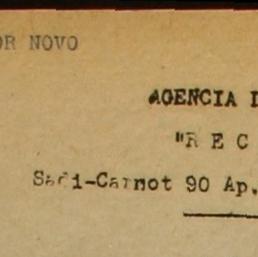 OR NOVO
AGENCIA D
"R E C
Sadi-Carnot 90 Ap.